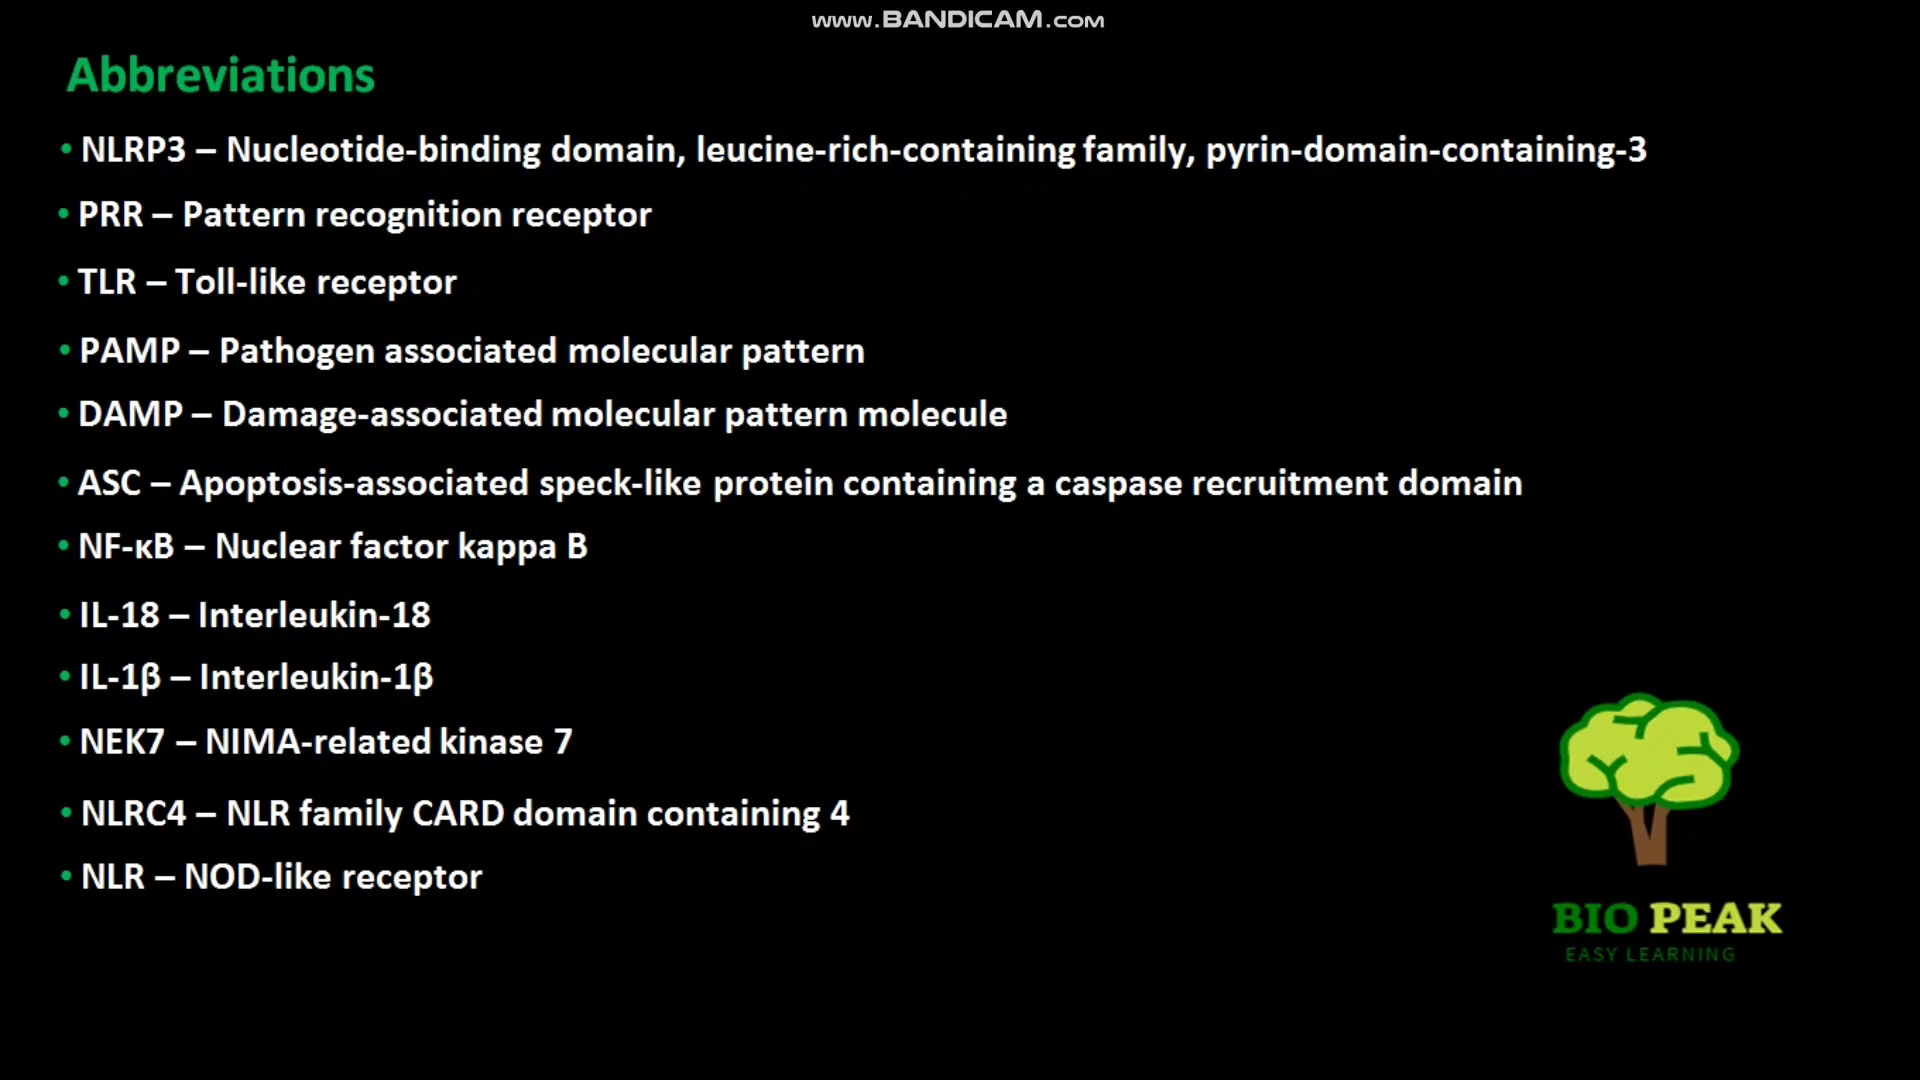 www.BANDICAM.com
Abbreviations
• NLRP3 – Nucleotide-binding domain, leucine-rich-containing family, pyrin-domain-containing-3
• PRR – Pattern recognition receptor
• TLR – Toll-like receptor
• PAMP – Pathogen associated molecular pattern
• DAMP – Damage-associated molecular pattern molecule
• ASC – Apoptosis-associated speck-like protein containing a caspase recruitment domain
• NF-κB – Nuclear factor kappa B
• IL-18 – Interleukin-18
• IL-1β – Interleukin-1β
• NEK7 – NIMA-related kinase 7
• NLRC4 – NLR family CARD domain containing 4
• NLR – NOD-like receptor
BIO PEAK
EASY LEARNING